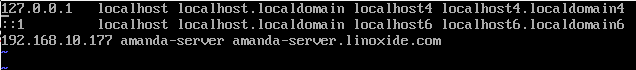 127.0.0.1   localhost localhost.localdomain localhost4 localhost4.localdomain4
::1         localhost localhost.localdomain localhost6 localhost6.localdomain6
192.168.10.177 amanda-server amanda-server.linoxide.com
~
~